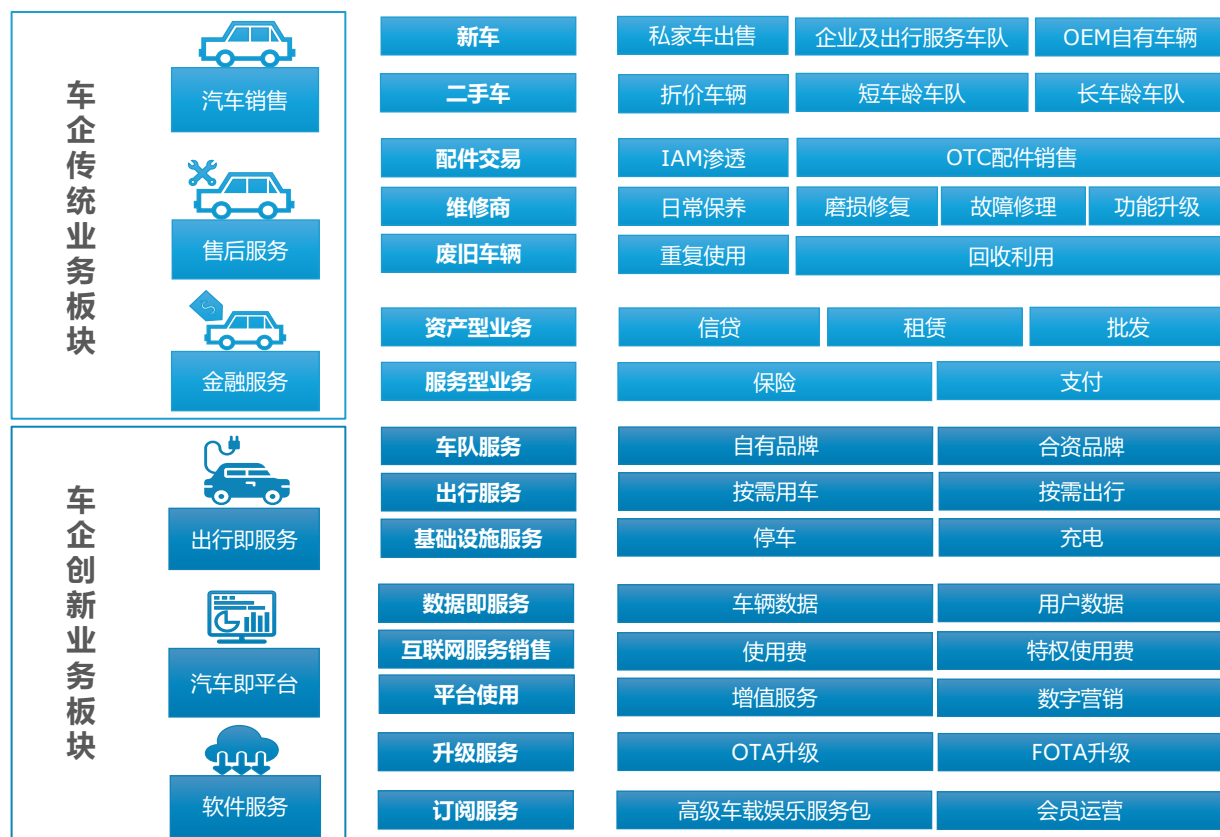 车企传统业务板块
汽车销售
新车
私家车出售
企业及出行服务车队
OEM自有车辆
二手车
折价车辆
短车龄车队
长车龄车队
售后服务
配件交易
IAM渗透
OTC配件销售
维修商
日常保养
磨损修复
故障修理
功能升级
废旧车辆
重复使用
回收利用
金融服务
资产型业务
信贷
租赁
批发
服务型业务
保险
支付
车企创新业务板块
出行即服务
车队服务
自有品牌
合资品牌
出行服务
按需用车
按需出行
基础设施服务
停车
充电
汽车即平台
数据即服务
车辆数据
用户数据
互联网服务销售
使用费
特权使用费
平台使用
增值服务
数字营销
软件服务
升级服务
OTA升级
FOTA升级
订阅服务
高级车载娱乐服务包
会员运营